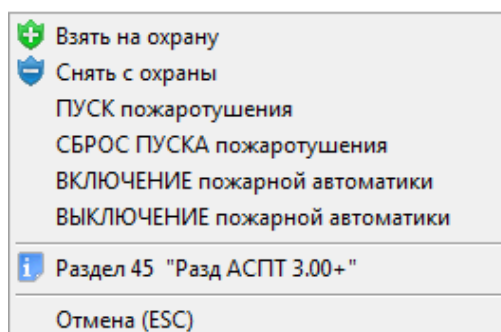 Взять на охрану
Снять с охраны
ПУСК пожаротушения
СБРОС ПУСКА пожаротушения
ВКЛЮЧЕНИЕ пожарной автоматики
ВЫКЛЮЧЕНИЕ пожарной автоматики
Раздел 45 "Разд АСПТ 3.00+"
Отмена (ESC)